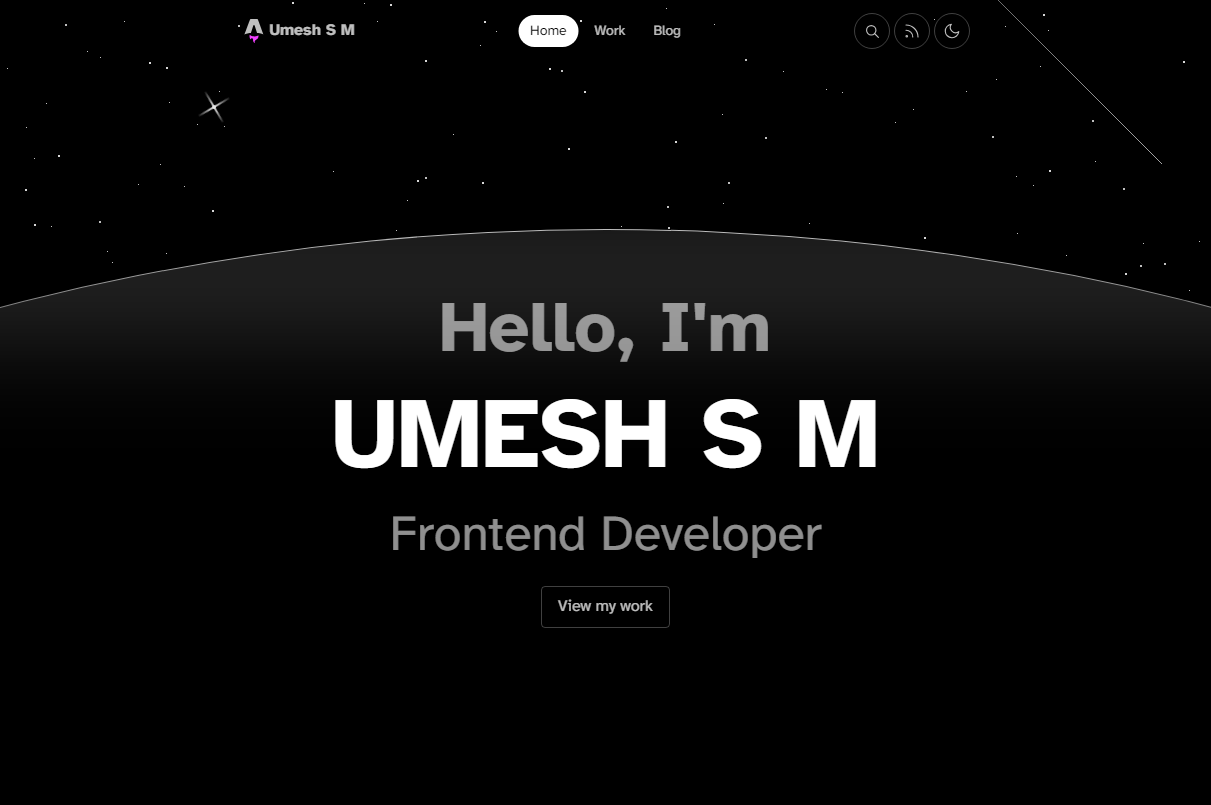 Umesh S M
Home
Work
Blog
Hello, I'm
UMESH S M
Frontend Developer
View my work